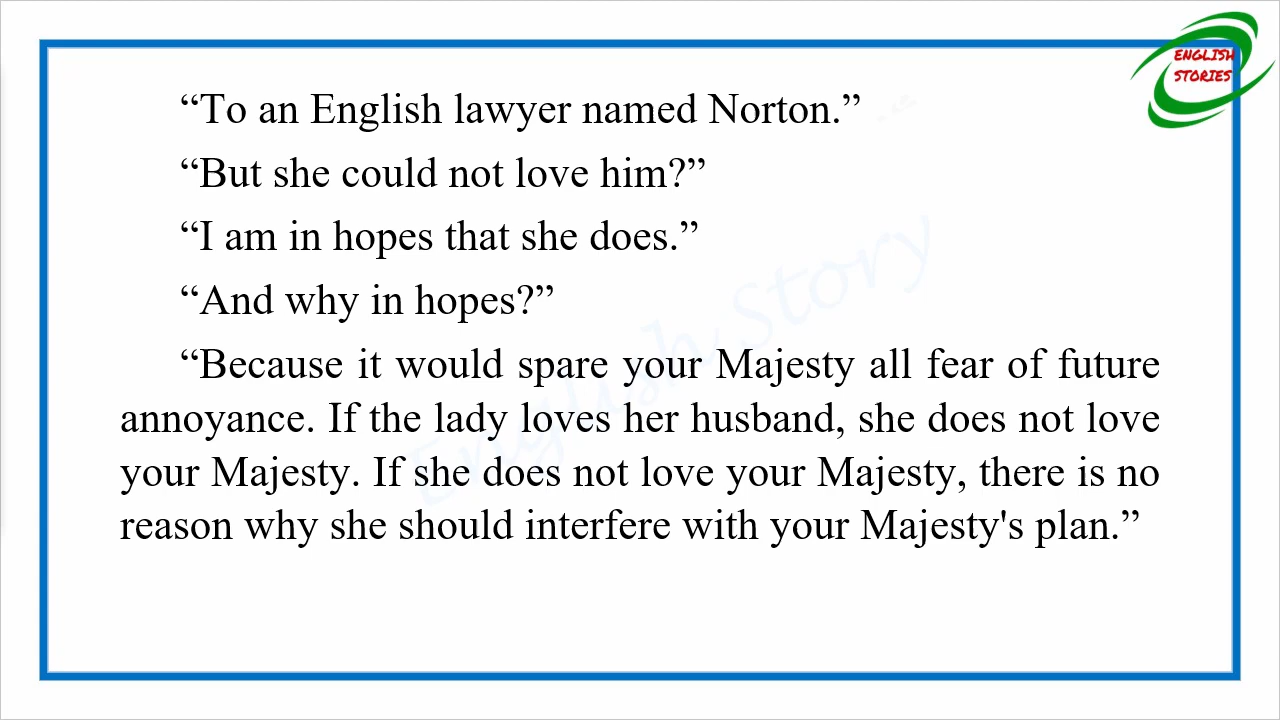 ENGLISH
STORIES
“To an English lawyer named Norton.”
“But she could not love him?”
“I am in hopes that she does.”
“And why in hopes?”
“Because it would spare your Majesty all fear of future
annoyance. If the lady loves her husband, she does not love
your Majesty. If she does not love your Majesty, there is no
reason why she should interfere with your Majesty's plan.”
English Story